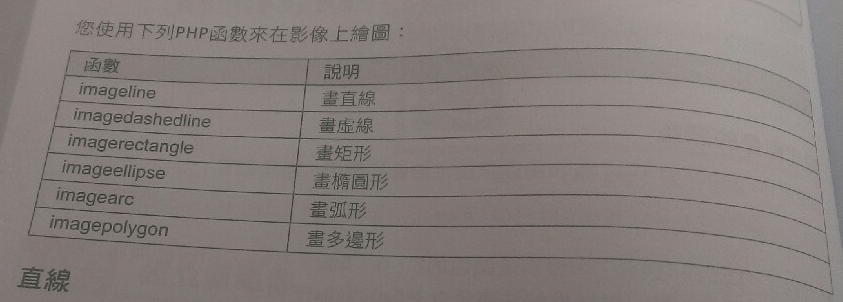 您使用下列PHP函數來在影像上繪圖：
函數 說明
imageline 畫直線
imagedashedline 畫虛線
imagerectangle 畫矩形
imageellipse 畫橢圓形
imagearc 畫弧形
imagepolygon 畫多邊形
直線